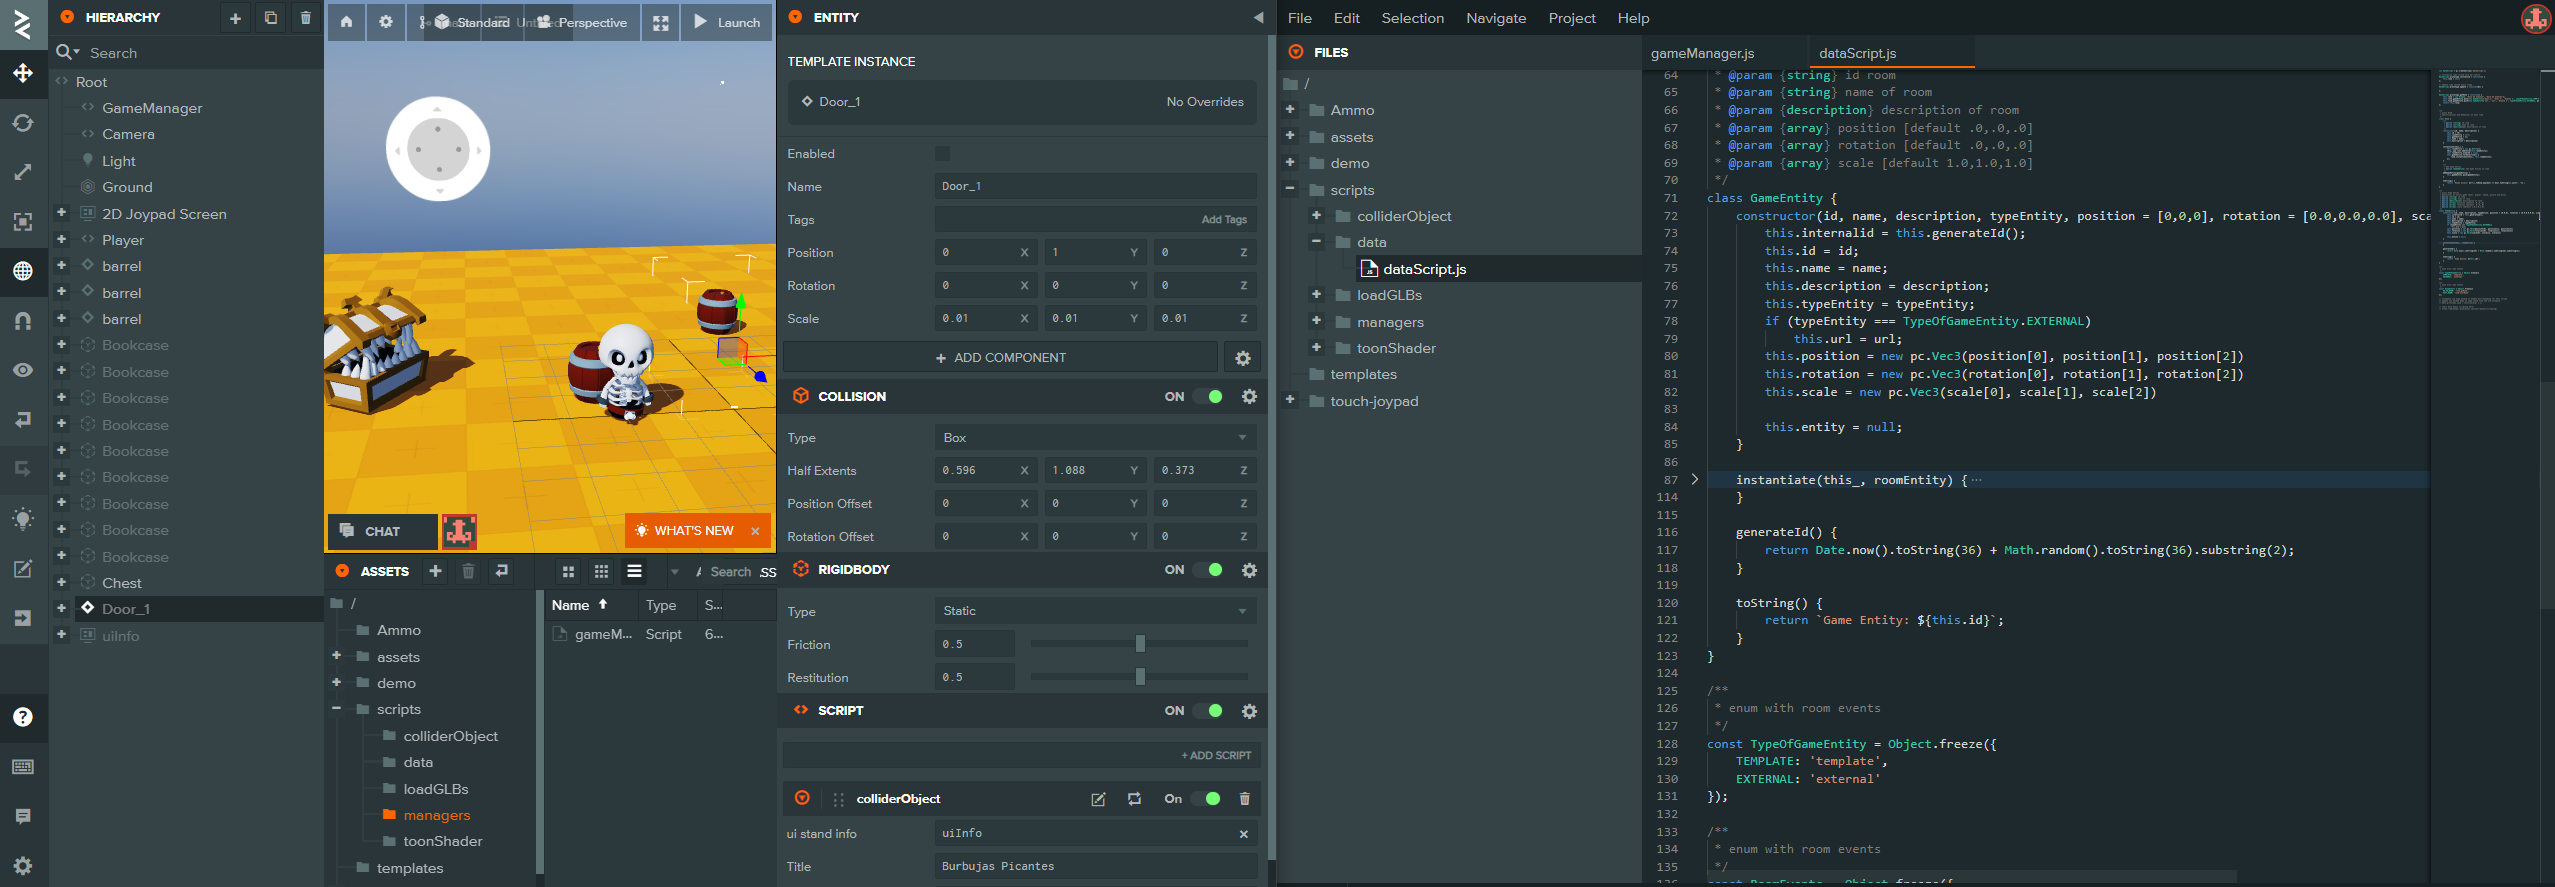 HIERARCHY
Search
Root
GameManager
Camera
Light
Ground
2D Joypad Screen
Player
barrel
barrel
barrel
Bookcase
Bookcase
Bookcase
Bookcase
Bookcase
Bookcase
Bookcase
Bookcase
Bookcase
Chest
Door_1
uiInfo
Standard
Perspective
Launch
CHAT
WHAT'S NEW
ASSETS
Search
/
Ammo
assets
demo
scripts
colliderObject
data
loadGLBs
managers
toonShader
templates
Name Type S...
gameM... Script 6...
ENTITY
TEMPLATE INSTANCE
Door_1 No Overrides
Enabled
Name Door_1
Tags Add Tags
Position 0 X 1 Y 0 Z
Rotation 0 X 0 Y 0 Z
Scale 0.01 X 0.01 Y 0.01 Z
+ ADD COMPONENT
COLLISION ON
Type Box
Half Extents 0.596 X 1.088 Y 0.373 Z
Position Offset 0 X 0 Y 0 Z
Rotation Offset 0 X 0 Y 0 Z
RIGIDBODY ON
Type Static
Friction 0.5
Restitution 0.5
SCRIPT ON
+ ADD SCRIPT
colliderObject On
ui stand info uiInfo
Title Burbujas Picantes
File Edit Selection Navigate Project Help
FILES
/
Ammo
assets
demo
scripts
colliderObject
data
dataScript.js
loadGLBs
managers
toonShader
templates
touch-joypad
gameManager.js dataScript.js
64 * @param {string} id room
65 * @param {string} name of room
66 * @param {description} description of room
67 * @param {array} position [default .0,.0,.0]
68 * @param {array} rotation [default .0,.0,.0]
69 * @param {array} scale [default 1.0,1.0,1.0]
70 */
71 class GameEntity {
72 constructor(id, name, description, typeEntity, position = [0,0,0], rotation = [0.0,0.0,0.0], sca
73 this.internalid = this.generateId();
74 this.id = id;
75 this.name = name;
76 this.description = description;
77 this.typeEntity = typeEntity;
78 if (typeEntity === TypeOfGameEntity.EXTERNAL)
79 this.url = url;
80 this.position = new pc.Vec3(position[0], position[1], position[2])
81 this.rotation = new pc.Vec3(rotation[0], rotation[1], rotation[2])
82 this.scale = new pc.Vec3(scale[0], scale[1], scale[2])
83
84 this.entity = null;
85 }
86
87 instantiate(this_, roomEntity) {···
114 }
115
116 generateId() {
117 return Date.now().toString(36) + Math.random().toString(36).substring(2);
118 }
119
120 toString() {
121 return `Game Entity: ${this.id}`;
122 }
123 }
124
125 /**
126 * enum with room events
127 */
128 const TypeOfGameEntity = Object.freeze({
129 TEMPLATE: 'template',
130 EXTERNAL: 'external'
131 });
132
133 /**
134 * enum with room events
135 */
136 const RoomEvents = Object.freeze({